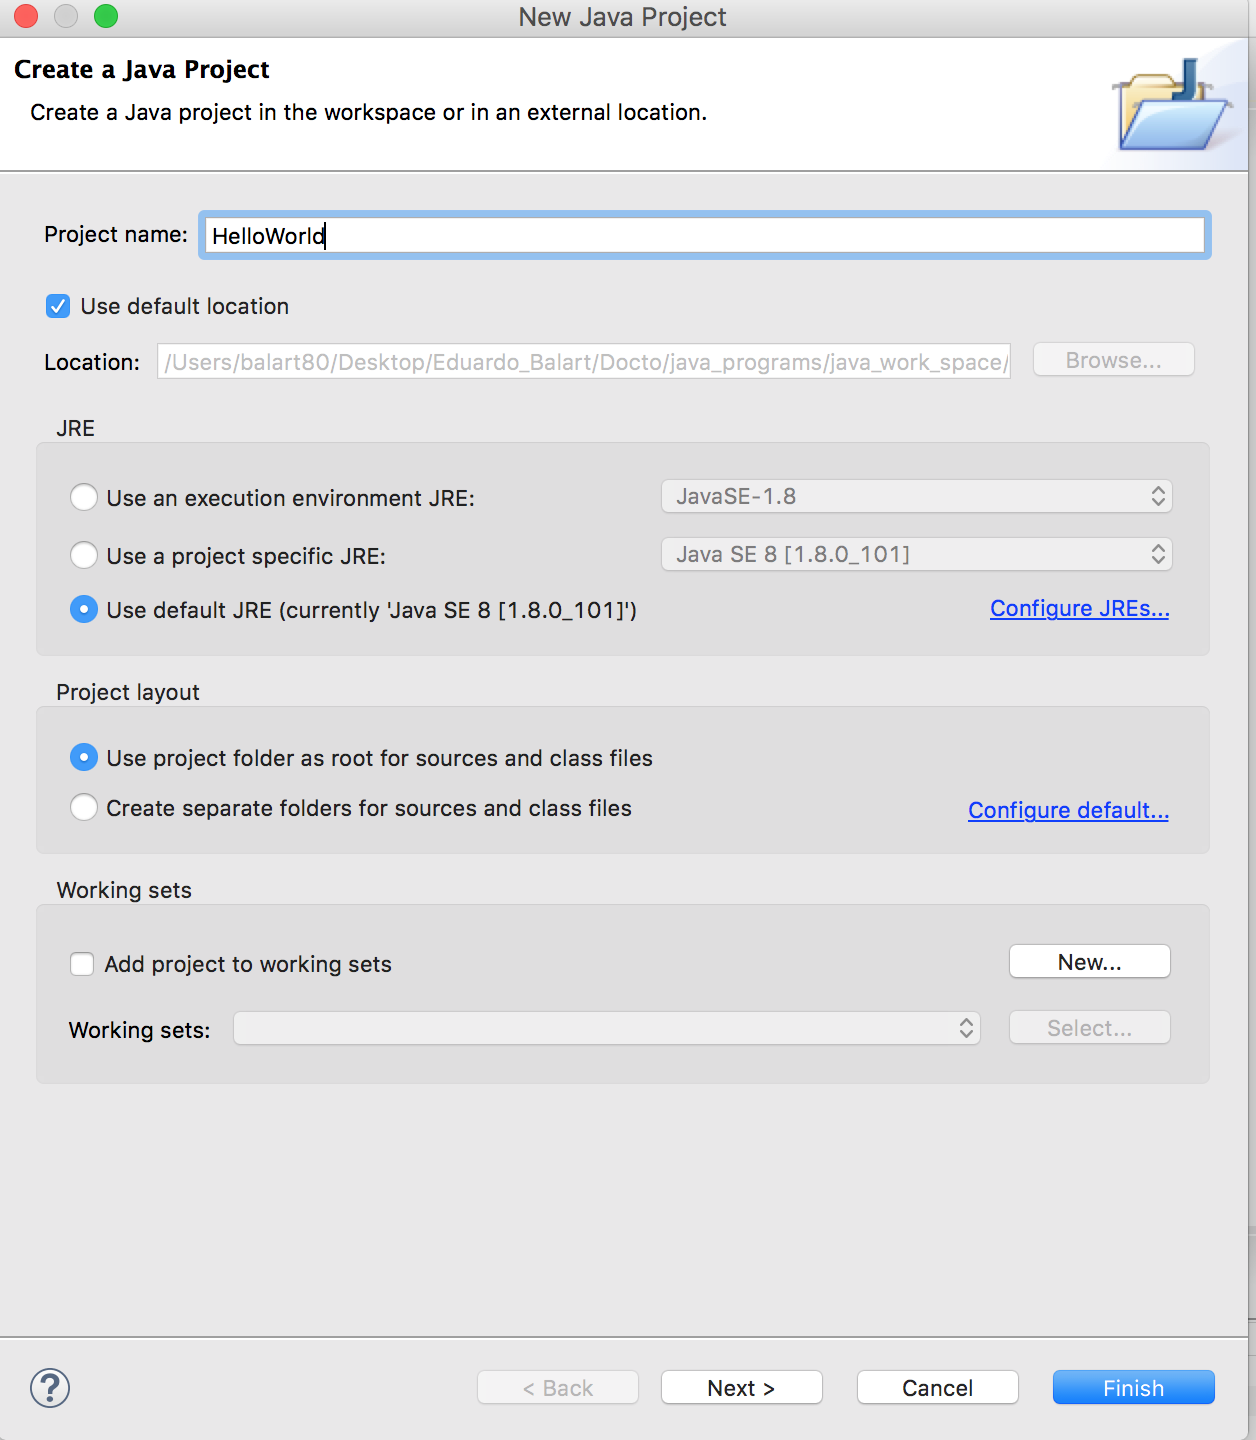 New Java Project
Create a Java Project
Create a Java project in the workspace or in an external location.
Project name: HelloWorld
Use default location
Location: /Users/balart80/Desktop/Eduardo_Balart/Docto/java_programs/java_work_space/ Browse...
JRE
Use an execution environment JRE: JavaSE-1.8
Use a project specific JRE: Java SE 8 [1.8.0_101]
Use default JRE (currently 'Java SE 8 [1.8.0_101]') Configure JREs...
Project layout
Use project folder as root for sources and class files
Create separate folders for sources and class files Configure default...
Working sets
Add project to working sets New...
Working sets: Select...
? < Back Next > Cancel Finish